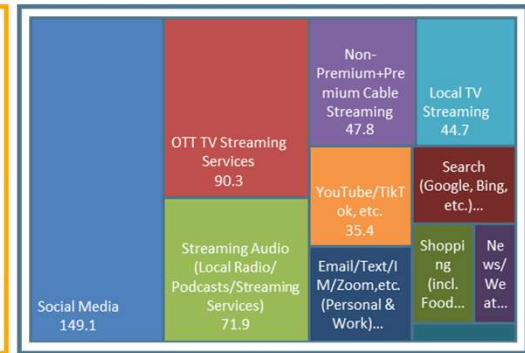 Social Media
149.1
OTT TV Streaming
Services
90.3
Streaming Audio
(Local Radio/
Podcasts/Streaming
Services)
71.9
Non-
Premium+Pre
mium Cable
Streaming
47.8
YouTube/TikT
ok, etc.
35.4
Email/Text/I
M/Zoom,etc.
(Personal &
Work)...
Local TV
Streaming
44.7
Search
(Google, Bing,
etc.)...
Shoppi
ng
(incl.
Food...
Ne
ws/
We
at...